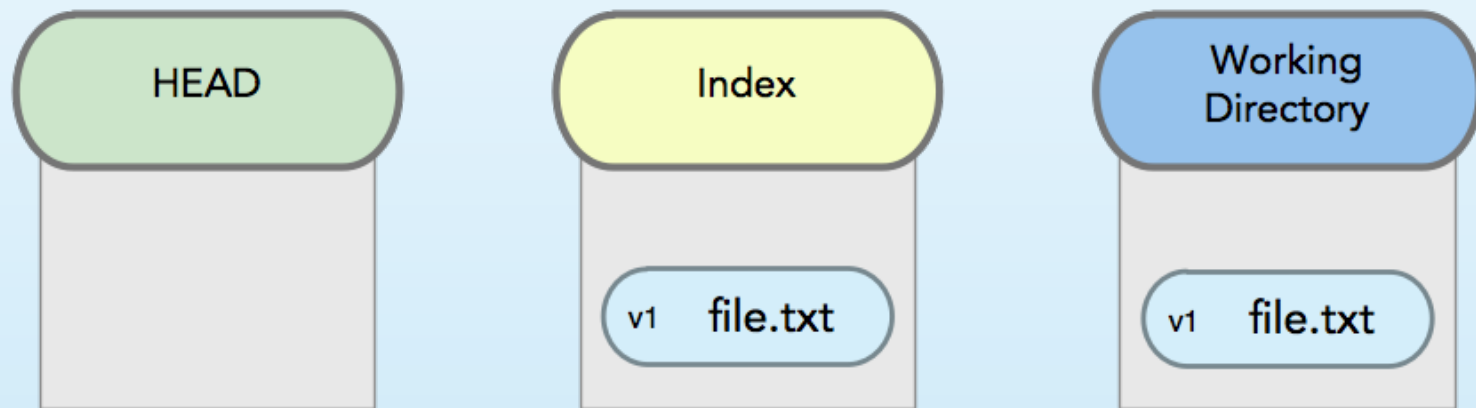 HEAD
Index
Working
Directory
v1 file.txt
v1 file.txt